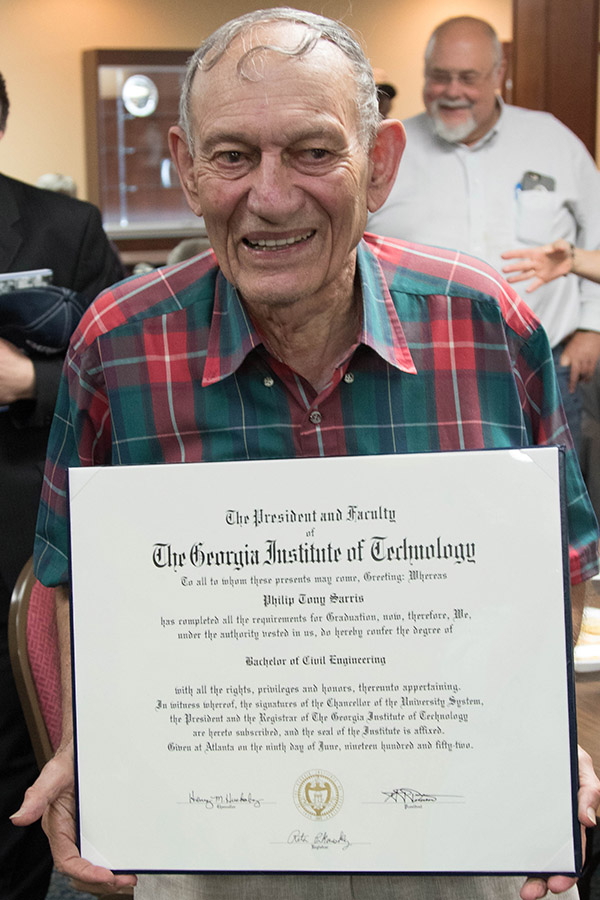 The President and Faculty
of
The Georgia Institute of Technology
To all to whom these presents may come, Greeting: Whereas
Philip Tony Sarris
has completed all the requirements for Graduation, now, therefore, We,
under the authority vested in us, do hereby confer the degree of
Bachelor of Civil Engineering
with all the rights, privileges and honors, thereunto appertaining.
In witness whereof, the signatures of the Chancellor of the University System,
the President and the Registrar of The Georgia Institute of Technology
are hereto subscribed, and the seal of the Institute is affixed.
Given at Atlanta on the ninth day of June, nineteen hundred and fifty-two.
Chancellor
President
Registrar